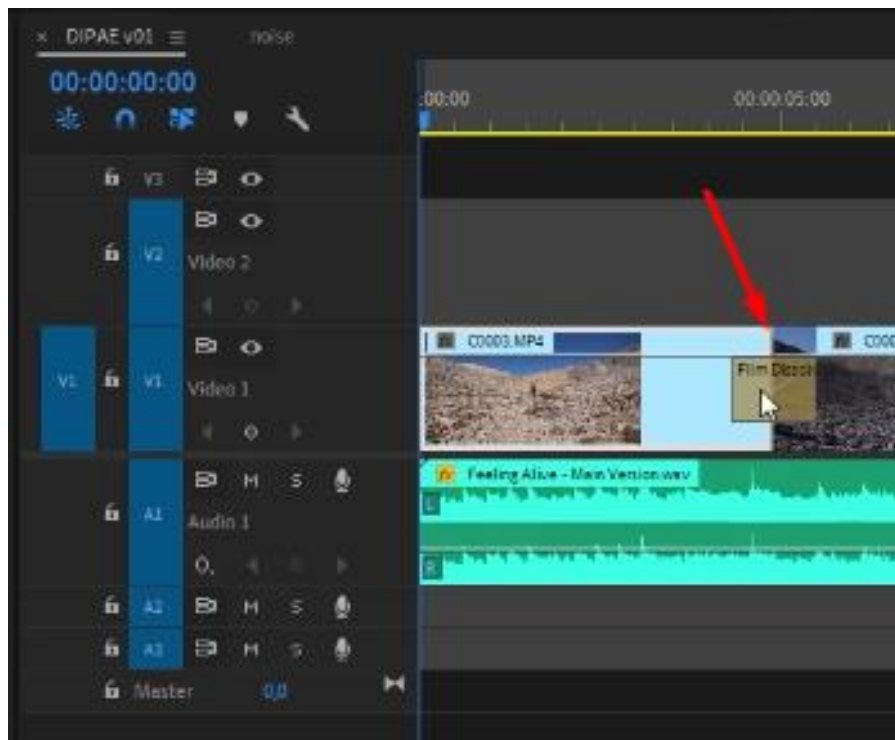 × DIPAE v01 ≡ noise
00:00:00:00
:00:00 00:00:05:00
V3
V2 Video 2
C0003.MP4 C000
Film Dissol
V1 V1 Video 1
M S
fx Feeling Alive - Main Version.wav
L
A1 Audio 1
R
A2 M S
A3 M S
Master 0,0